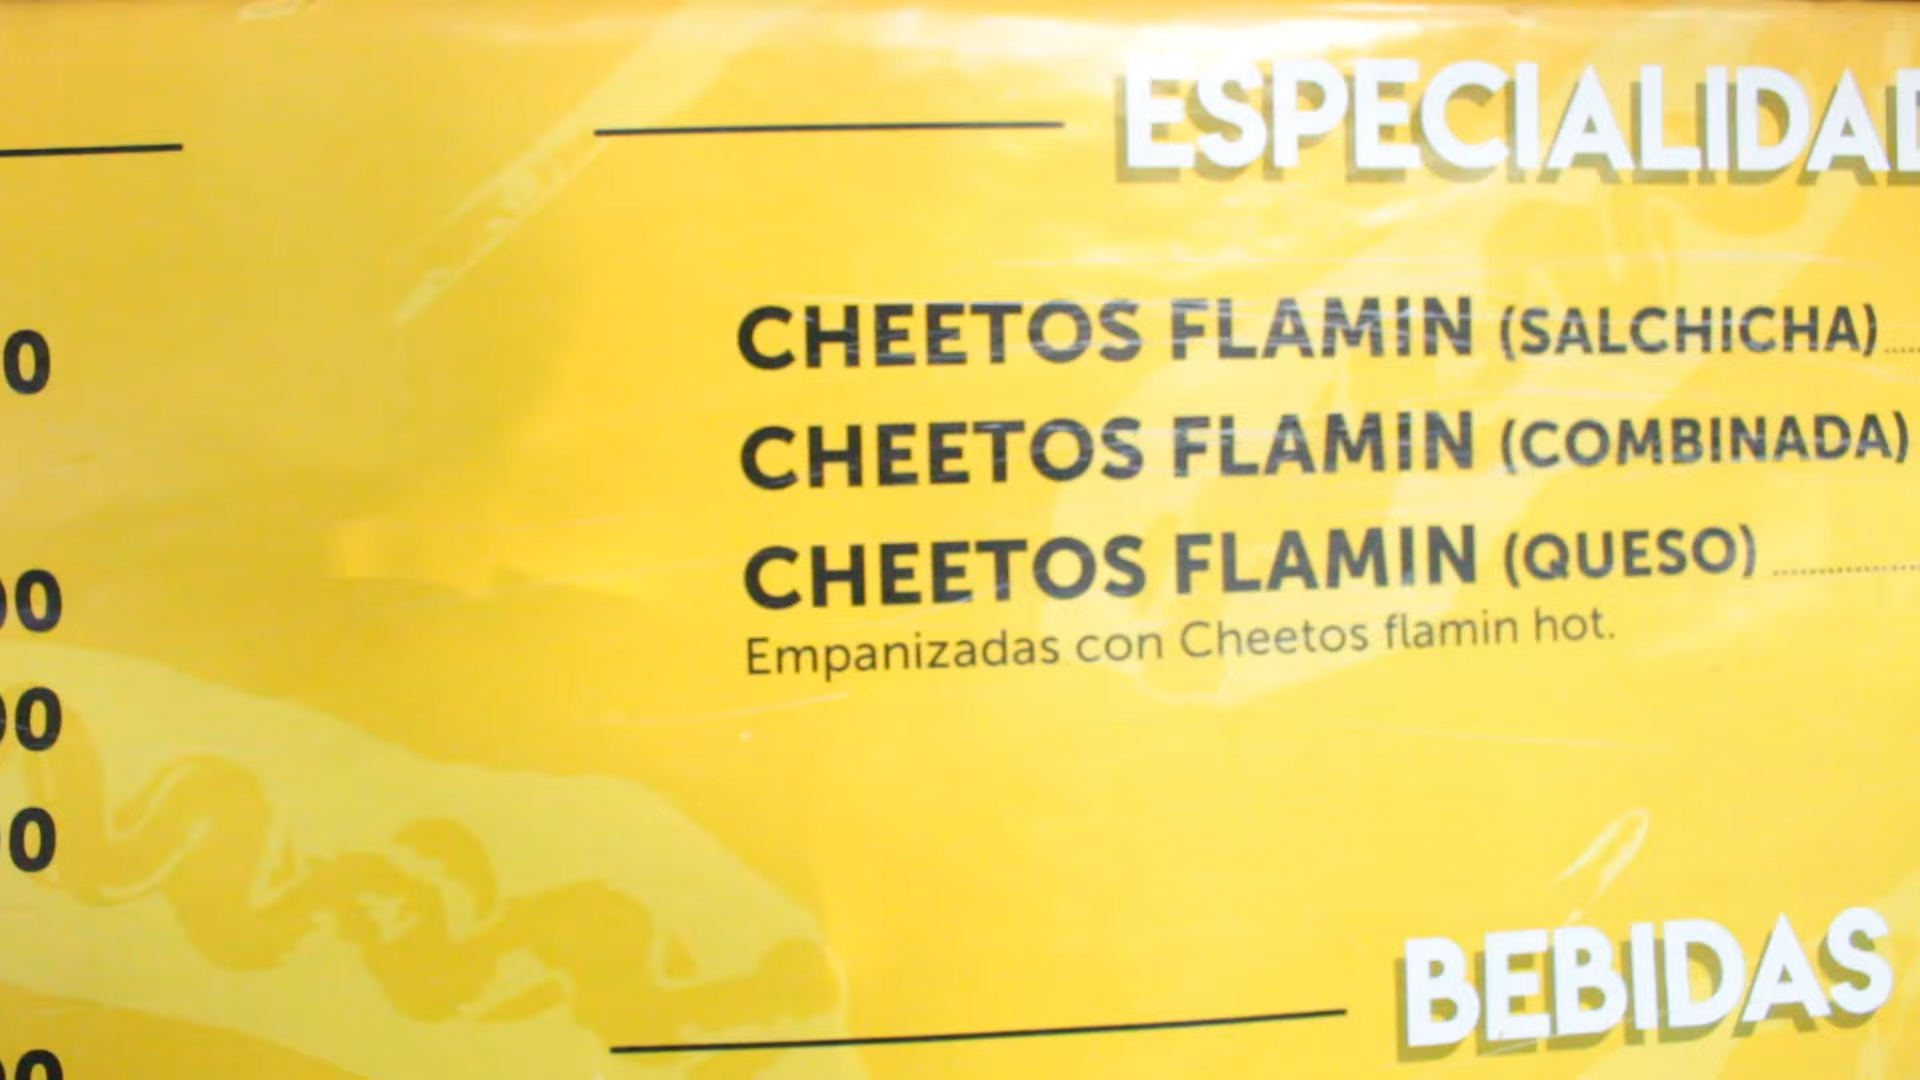 ESPECIALIDAD
CHEETOS FLAMIN (SALCHICHA)
CHEETOS FLAMIN (COMBINADA)
CHEETOS FLAMIN (QUESO)
Empanizadas con Cheetos flamin hot.
BEBIDAS